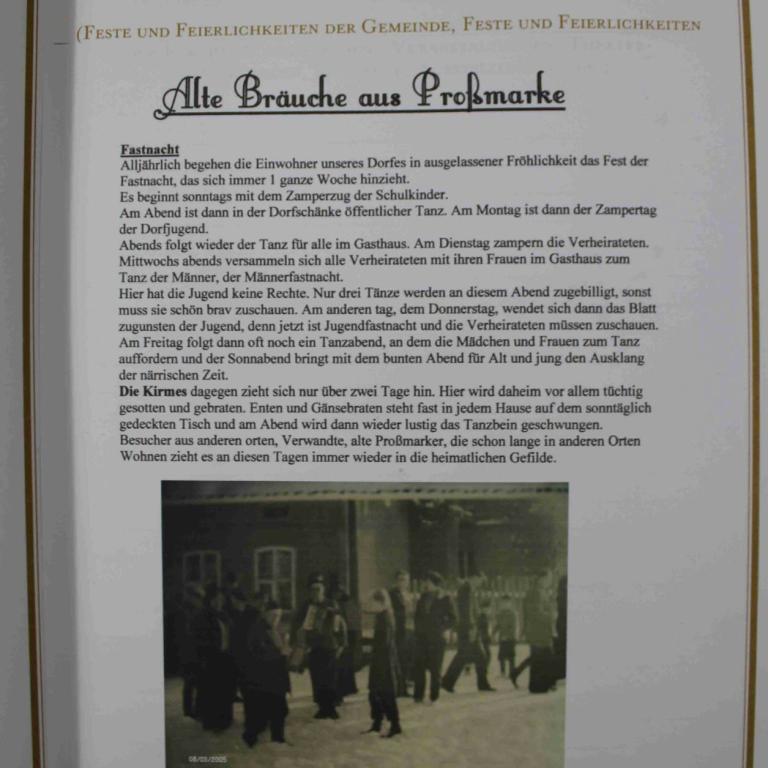 (FESTE UND FEIERLICHKEITEN DER GEMEINDE, FESTE UND FEIERLICHKEITEN
Alte Bräuche aus Proßmarke
Fastnacht
Alljährlich begehen die Einwohner unseres Dorfes in ausgelassener Fröhlichkeit das Fest der
Fastnacht, das sich immer 1 ganze Woche hinzieht.
Es beginnt sonntags mit dem Zamperzug der Schulkinder.
Am Abend ist dann in der Dorfschänke öffentlicher Tanz. Am Montag ist dann der Zampertag
der Dorfjugend.
Abends folgt wieder der Tanz für alle im Gasthaus. Am Dienstag zampern die Verheirateten.
Mittwochs abends versammeln sich alle Verheirateten mit ihren Frauen im Gasthaus zum
Tanz der Männer, der Männerfastnacht.
Hier hat die Jugend keine Rechte. Nur drei Tänze werden an diesem Abend zugebilligt, sonst
muss sie schön brav zuschauen. Am anderen tag, dem Donnerstag, wendet sich dann das Blatt
zugunsten der Jugend, denn jetzt ist Jugendfastnacht und die Verheirateten müssen zuschauen.
Am Freitag folgt dann oft noch ein Tanzabend, an dem die Mädchen und Frauen zum Tanz
auffordern und der Sonnabend bringt mit dem bunten Abend für Alt und jung den Ausklang
der närrischen Zeit.
Die Kirmes dagegen zieht sich nur über zwei Tage hin. Hier wird daheim vor allem tüchtig
gesotten und gebraten. Enten und Gänsebraten steht fast in jedem Hause auf dem sonntäglich
gedeckten Tisch und am Abend wird dann wieder lustig das Tanzbein geschwungen.
Besucher aus anderen orten, Verwandte, alte Proßmarker, die schon lange in anderen Orten
Wohnen zieht es an diesen Tagen immer wieder in die heimatlichen Gefilde.